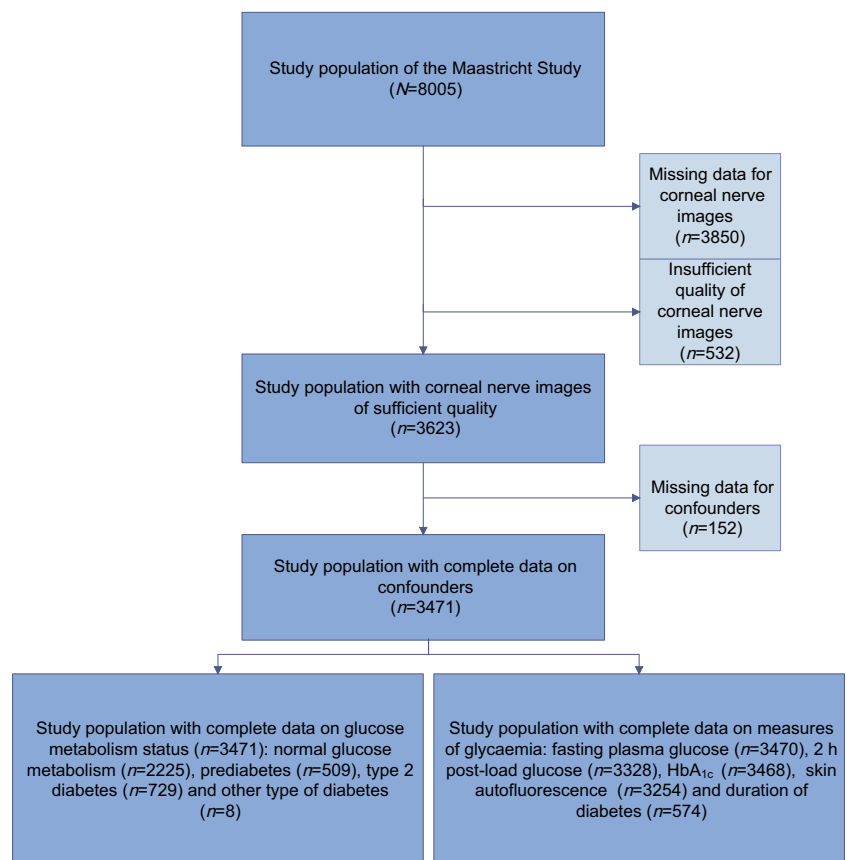 Study population of the Maastricht Study
(N=8005)
Missing data for
corneal nerve
images
(n=3850)
Insufficient
quality of
corneal nerve
images
(n=532)
Study population with corneal nerve images
of sufficient quality
(n=3623)
Missing data for
confounders
(n=152)
Study population with complete data on
confounders
(n=3471)
Study population with complete data on glucose
metabolism status (n=3471): normal glucose
metabolism (n=2225), prediabetes (n=509), type 2
diabetes (n=729) and other type of diabetes
(n=8)
Study population with complete data on measures
of glycaemia: fasting plasma glucose (n=3470), 2 h
post-load glucose (n=3328), HbA1c (n=3468), skin
autofluorescence (n=3254) and duration of
diabetes (n=574)